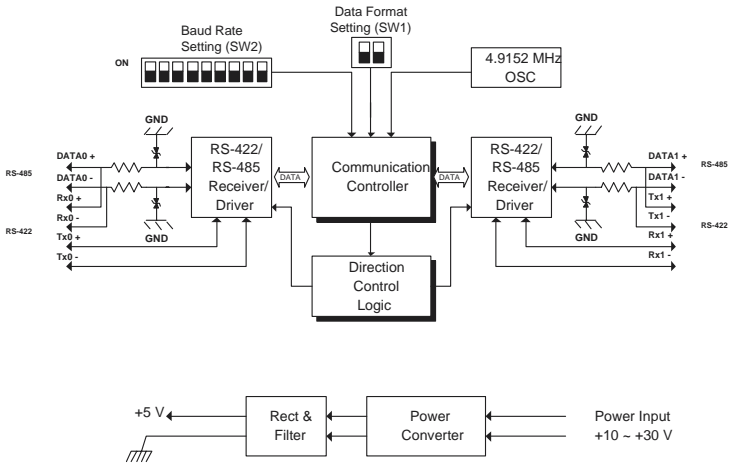 Data Format
Setting (SW1)
Baud Rate
Setting (SW2)
ON
4.9152 MHz
OSC
GND
GND
DATA0 +
RS-485
DATA0 -
Rx0 +
Rx0 -
RS-422
Tx0 +
Tx0 -
GND
RS-422/
RS-485
Receiver/
Driver
DATA
Communication
Controller
DATA
RS-422/
RS-485
Receiver/
Driver
DATA1 +
RS-485
DATA1 -
Tx1 +
Tx1 -
RS-422
Rx1 +
Rx1 -
GND
Direction
Control
Logic
+5 V
Rect &
Filter
Power
Converter
Power Input
+10 ~ +30 V